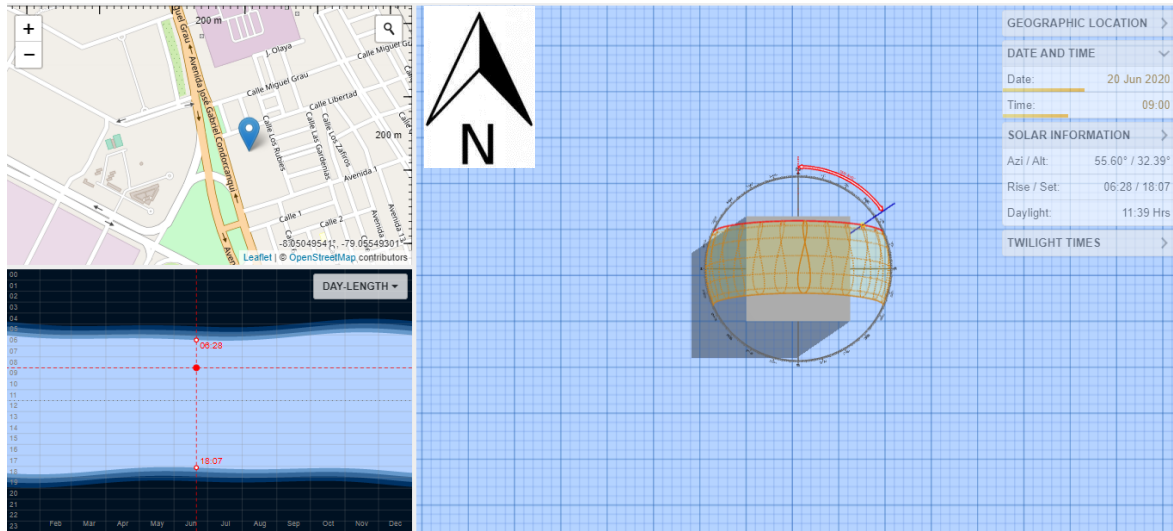 200 m
200 m
+
−
Miguel Grau
Avenida José Gabriel Condorcanqui
J. Olaya
Calle Miguel Grau
Calle Miguel G
Calle Libertad
Calle Los Rubíes
Calle Las Gardenias
Calle Los Zafiros
Avenida 1
Calle 1
Calle 2
-8.05049541°, -79.05549301°
Leaflet | © OpenStreetMap contributors
N
GEOGRAPHIC LOCATION
DATE AND TIME
Date: 20 Jun 2020
Time: 09:00
SOLAR INFORMATION
Azi / Alt: 55.60° / 32.39°
Rise / Set: 06:28 / 18:07
Daylight: 11:39 Hrs
TWILIGHT TIMES
DAY-LENGTH
00
01
02
03
04
05
06
07
08
09
10
11
12
13
14
15
16
17
18
19
20
21
22
23
06:28
18:07
Feb Mar Apr May Jun Jul Aug Sep Oct Nov Dec